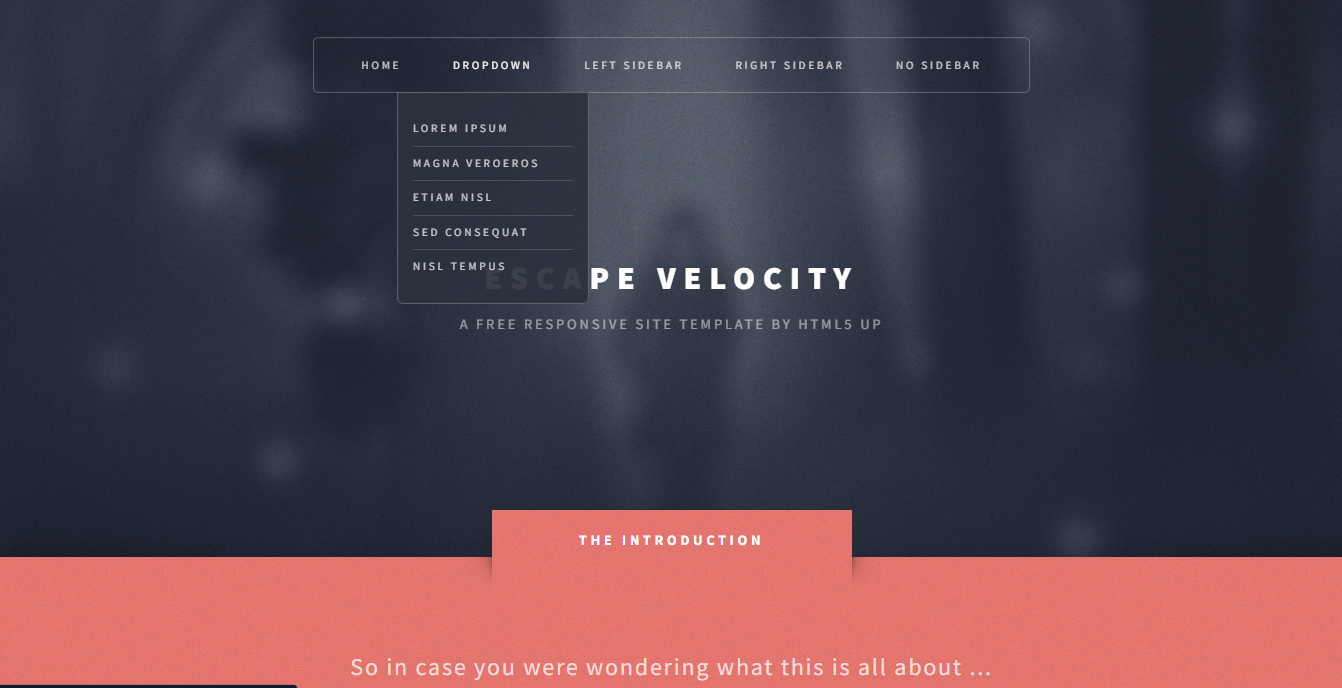 HOME DROPDOWN LEFT SIDEBAR RIGHT SIDEBAR NO SIDEBAR
LOREM IPSUM
MAGNA VEROEROS
ETIAM NISL
SED CONSEQUAT
NISL TEMPUS
ESCAPE VELOCITY
A FREE RESPONSIVE SITE TEMPLATE BY HTML5 UP
THE INTRODUCTION
So in case you were wondering what this is all about ...